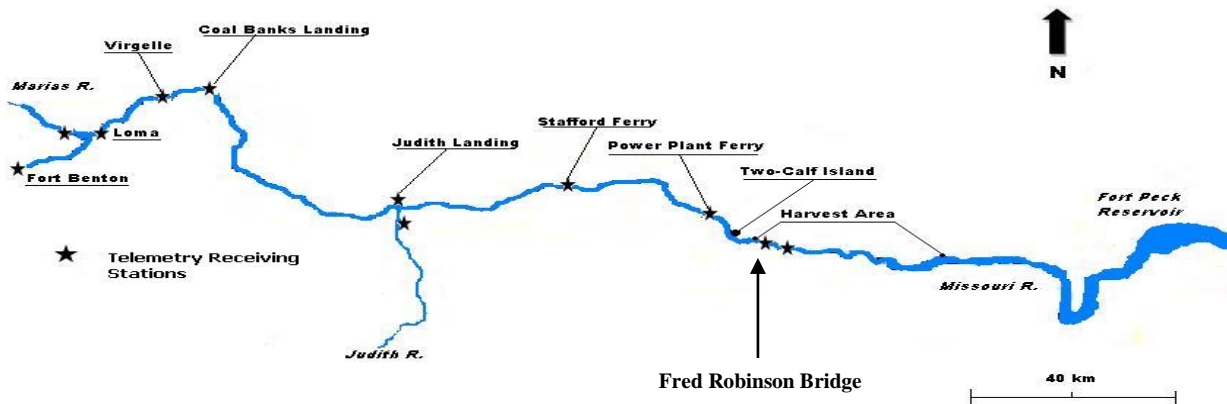 Coal Banks Landing
Virgelle
Marias R.
N
Loma
Stafford Ferry
Judith Landing
Power Plant Ferry
Two-Calf Island
Fort Benton
Fort Peck
Reservoir
Harvest Area
Telemetry Receiving
Stations
Missouri R.
Judith R.
Fred Robinson Bridge
40 km